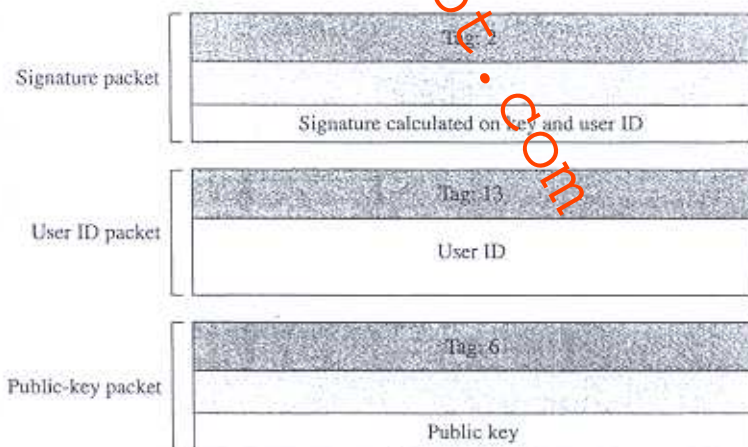 Tag: 2
Signature packet
Signature calculated on key and user ID
Tag: 13
User ID packet
User ID
Tag: 6
Public-key packet
Public key
t.com